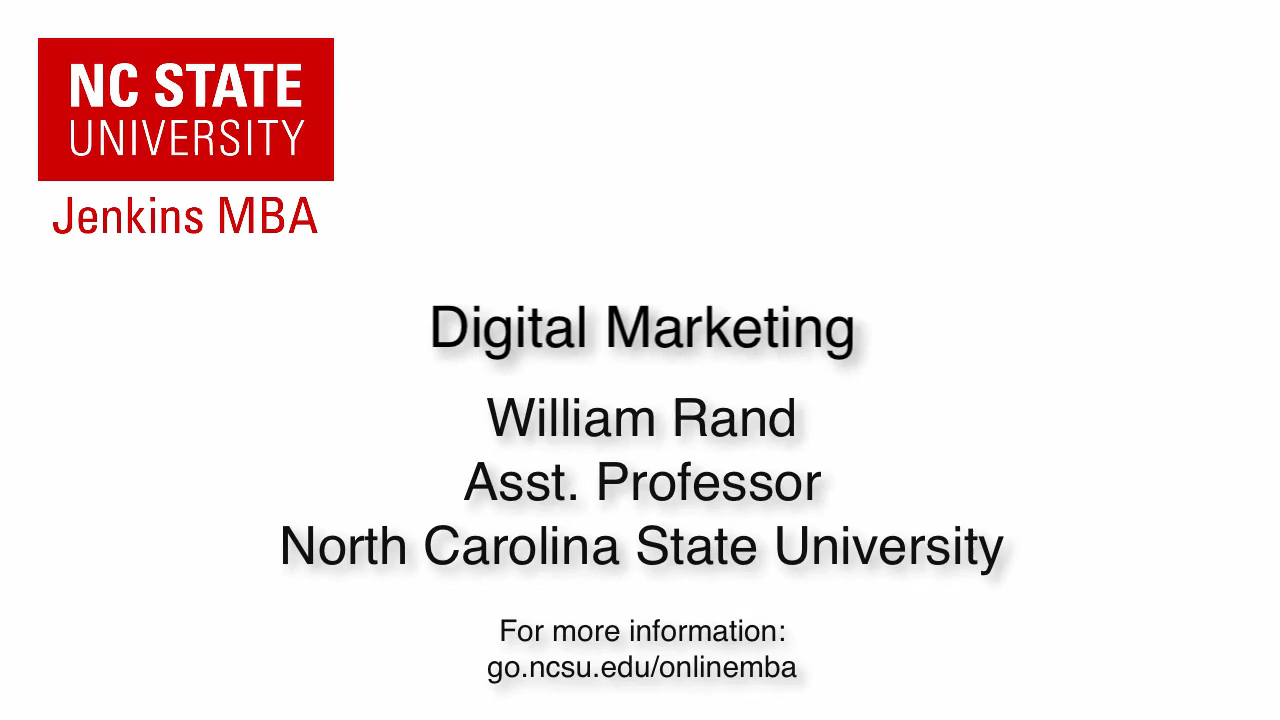 NC STATE
UNIVERSITY
Jenkins MBA
Digital Marketing
William Rand
Asst. Professor
North Carolina State University
For more information:
go.ncsu.edu/onlinemba